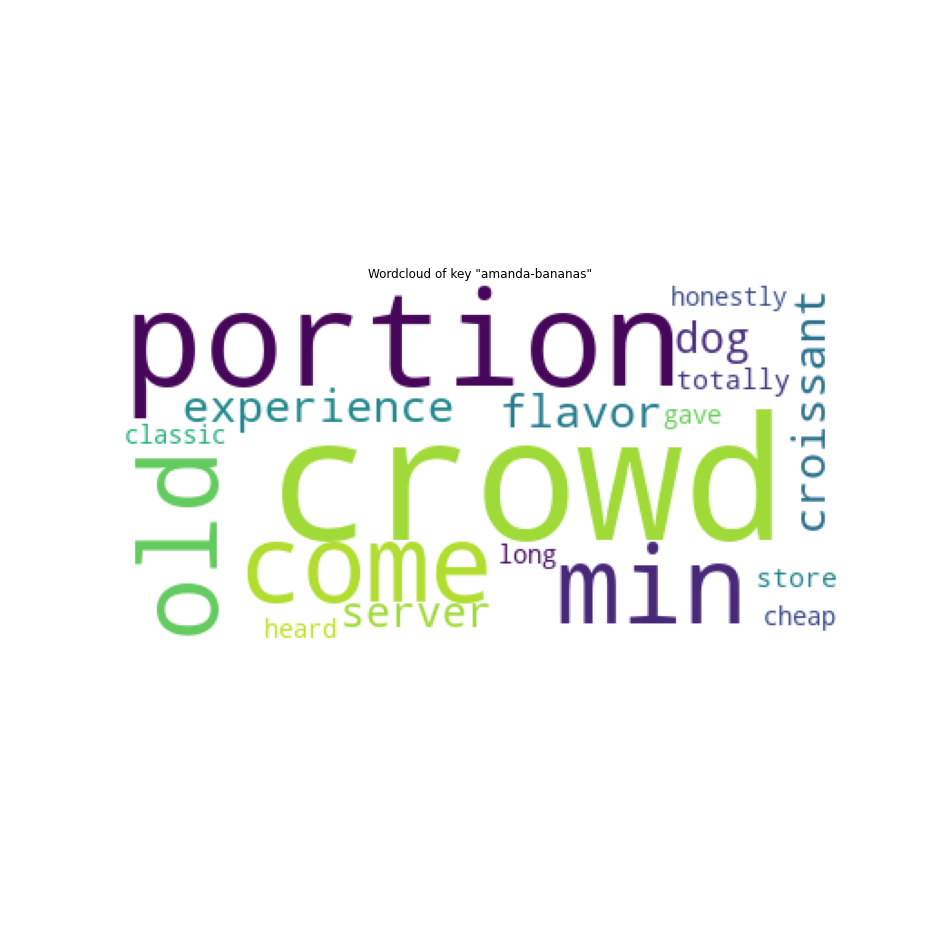 Wordcloud of key "amanda-bananas"
portion
honestly
dog
totally
croissant
experience
flavor
gave
classic
old
crowd
come
long
min
store
server
heard
cheap